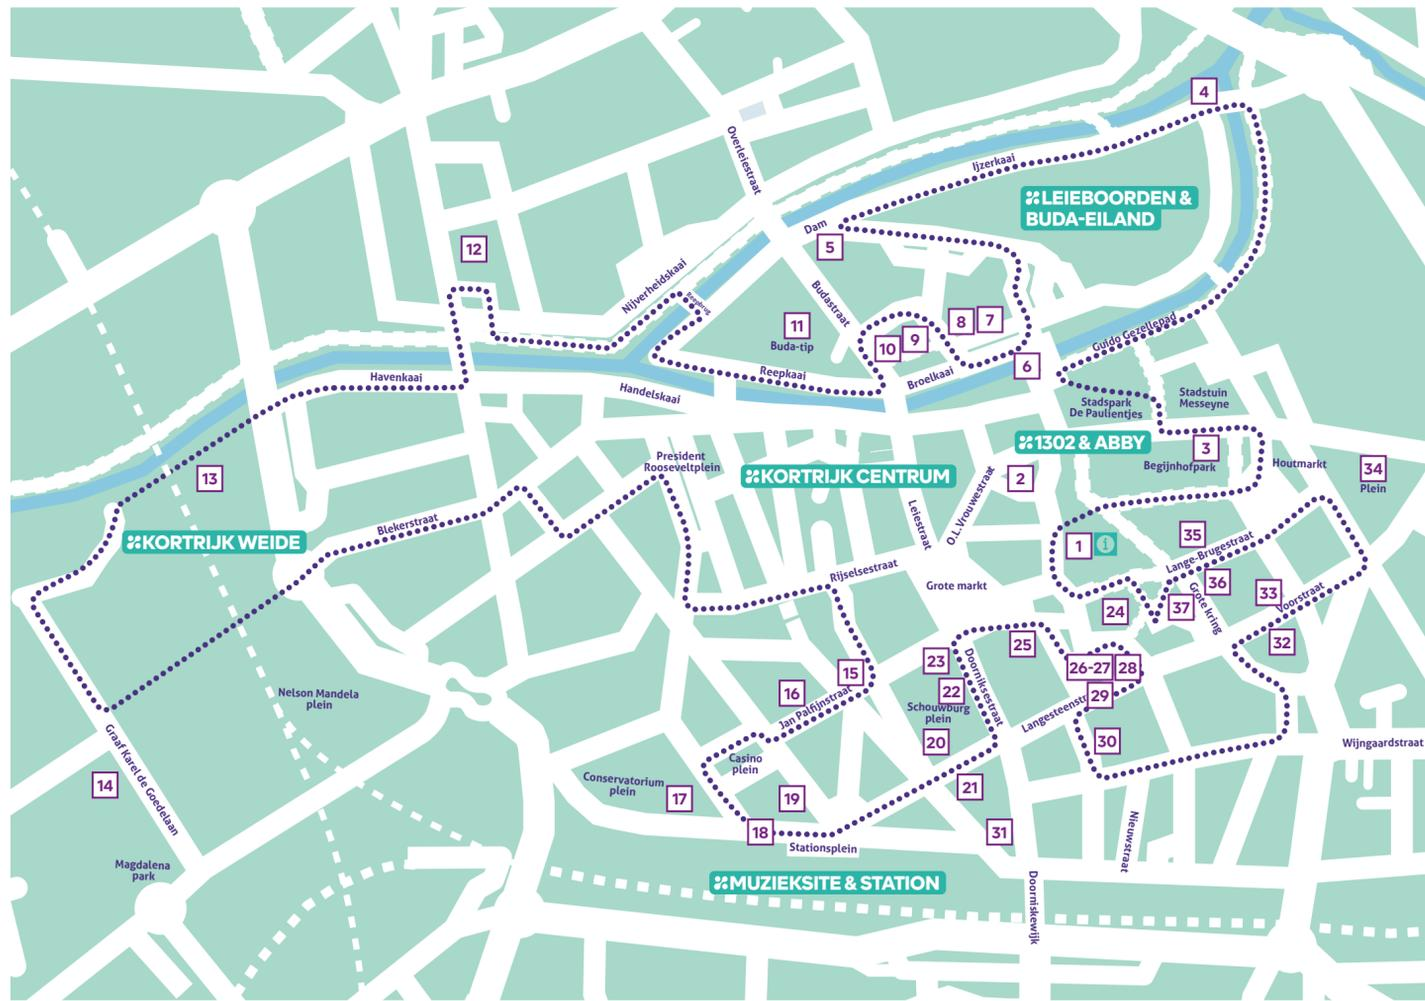 4
Overleiestraat
Ijzerkaai
LEIEBOORDEN &
BUDA-EILAND
Dam
5
12
Nijverheidskaai
Reepbrug
Budastraat
11
Buda-tip
8
7
9
10
6
Guido Gezellepad
Reepkaai
Broelkaai
Havenkaai
Handelskaai
Stadspark
De Paulientjes
Stadstuin
Messeyne
1302 & ABBY
3
Begijnhofpark
Houtmarkt
34
Plein
President
Rooseveltplein
KORTRIJK CENTRUM
2
13
O.L.Vrouwestraat
Leiestraat
Blekerstraat
KORTRIJK WEIDE
1
i
35
Lange-Brugestraat
Rijselsestraat
Grote markt
36
33
Voorstraat
37
Grote kring
24
32
25
23
26-27
28
15
16
22
29
Doorniksestraat
Nelson Mandela
plein
Jan Palfijnstraat
Schouwburg
plein
Langesteenstr
20
30
Wijngaardstraat
Graaf Karel de Goedelaan
14
Casino
plein
Conservatorium
plein
17
19
21
18
31
Stationsplein
Nieuwstraat
Magdalena
park
MUZIEKSITE & STATION
Doorniskewijk